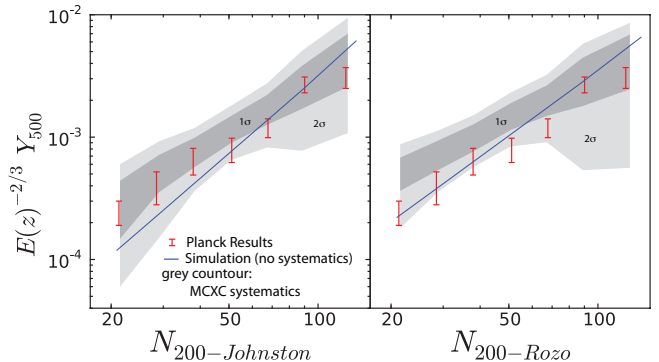 10^-2
10^-3
10^-4
E(z)^-2/3 Y_500
1σ
2σ
Planck Results
Simulation (no systematics)
grey countour:
MCXC systematics
20 50 100
N_200-Johnston
1σ
2σ
20 50 100
N_200-Rozo